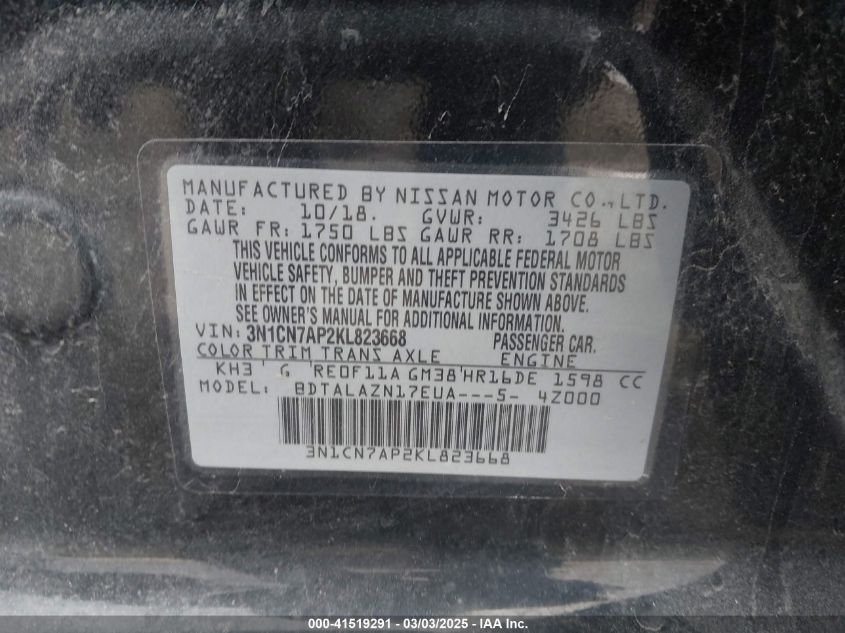 MANUFACTURED BY NISSAN MOTOR CO., LTD.
DATE: 10/18. GVWR: 3426 LBS
GAWR FR: 1750 LBS GAWR RR: 1708 LBS
THIS VEHICLE CONFORMS TO ALL APPLICABLE FEDERAL MOTOR
VEHICLE SAFETY, BUMPER AND THEFT PREVENTION STANDARDS
IN EFFECT ON THE DATE OF MANUFACTURE SHOWN ABOVE.
SEE OWNER'S MANUAL FOR ADDITIONAL INFORMATION.
VIN: 3N1CN7AP2KL823668 PASSENGER CAR.
COLOR TRIM TRANS AXLE ENGINE
KH3 G RE0F11A GM38 HR16DE 1598 CC
MODEL: BDTALAZN17EUA---5- 4Z000
3N1CN7AP2KL823668
000-41519291 - 03/03/2025 - IAA Inc.